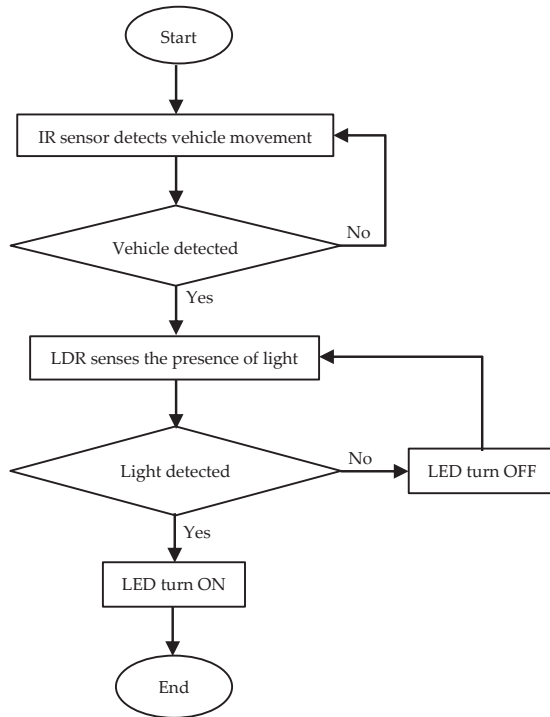 Start
IR sensor detects vehicle movement
Vehicle detected
No
Yes
LDR senses the presence of light
Light detected
No
LED turn OFF
Yes
LED turn ON
End